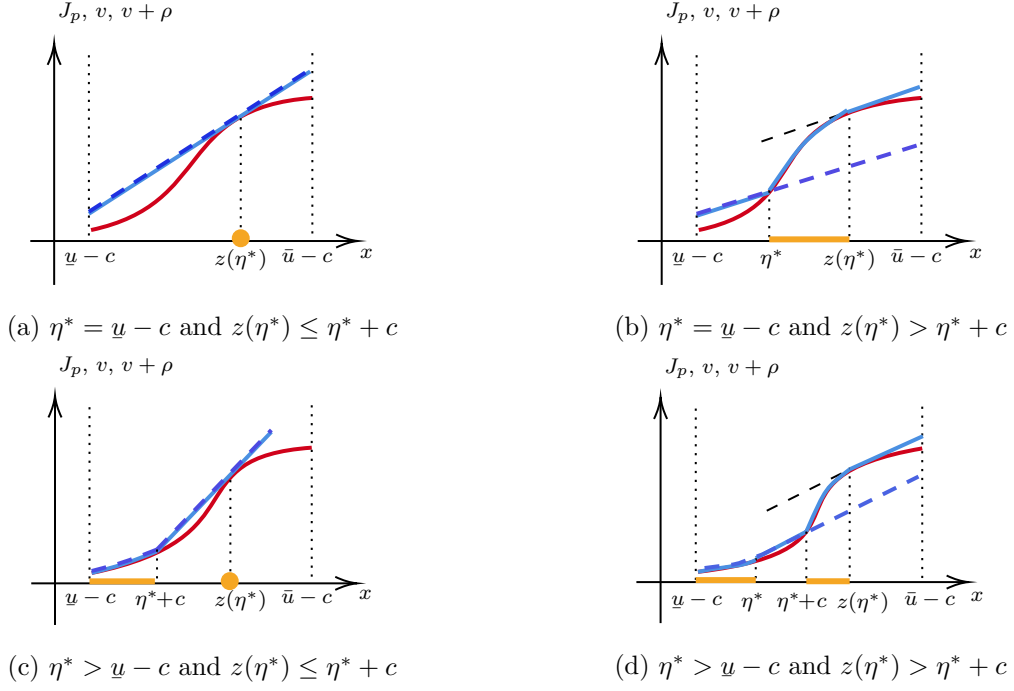 J_p, v, v + ρ
u̲ − c
z(η*)
ū − c
x
(a) η* = u̲ − c and z(η*) ≤ η* + c
J_p, v, v + ρ
u̲ − c
η*
z(η*)
ū − c
x
(b) η* = u̲ − c and z(η*) > η* + c
J_p, v, v + ρ
u̲ − c
η*+c
z(η*)
ū − c
x
(c) η* > u̲ − c and z(η*) ≤ η* + c
J_p, v, v + ρ
u̲ − c
η*
η*+c
z(η*)
ū − c
x
(d) η* > u̲ − c and z(η*) > η* + c